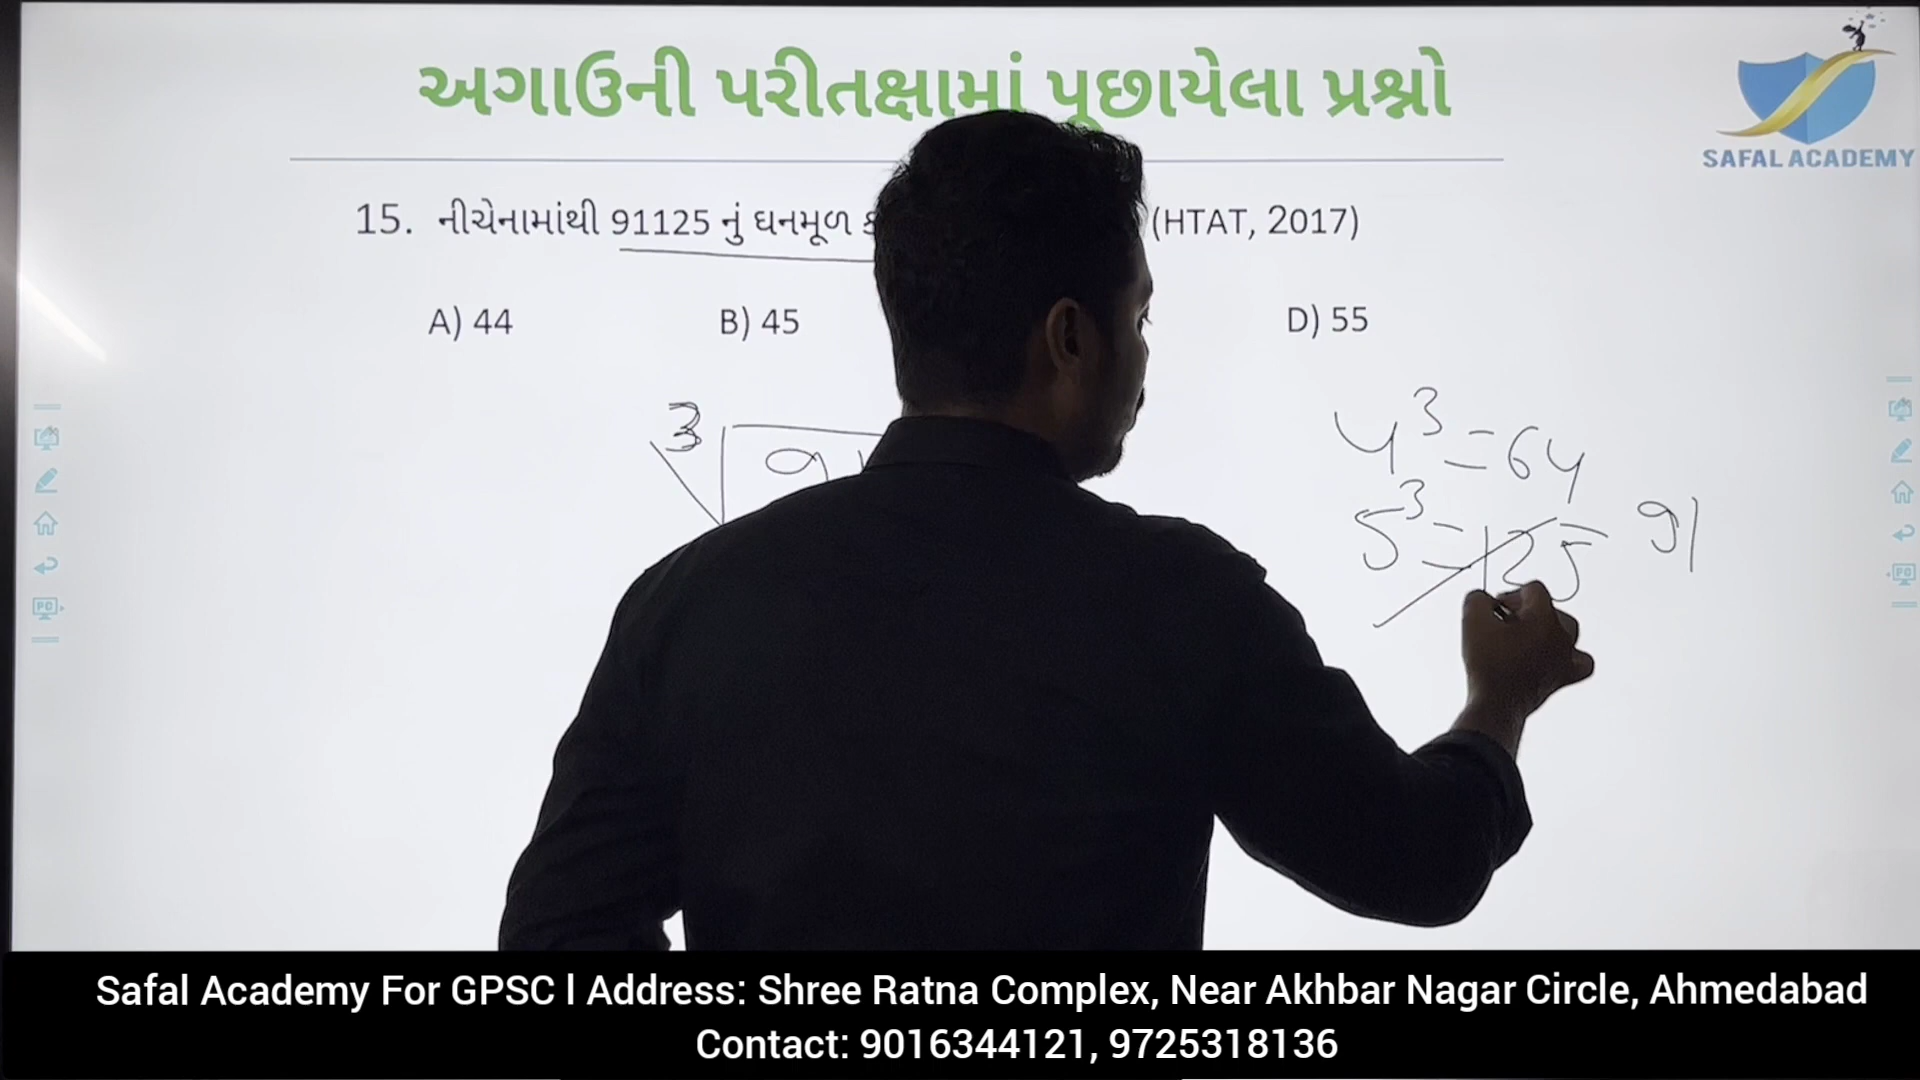 અગાઉની પરીતક્ષામાં પૂછાયેલા પ્રશ્નો
SAFAL ACADEMY
15. નીચેનામાંથી 91125 નું ઘનમૂળ (HTAT, 2017)
A) 44 B) 45 D) 55
3 91
4³ = 64
5³ = 125 91
Safal Academy For GPSC l Address: Shree Ratna Complex, Near Akhbar Nagar Circle, Ahmedabad
Contact: 9016344121, 9725318136